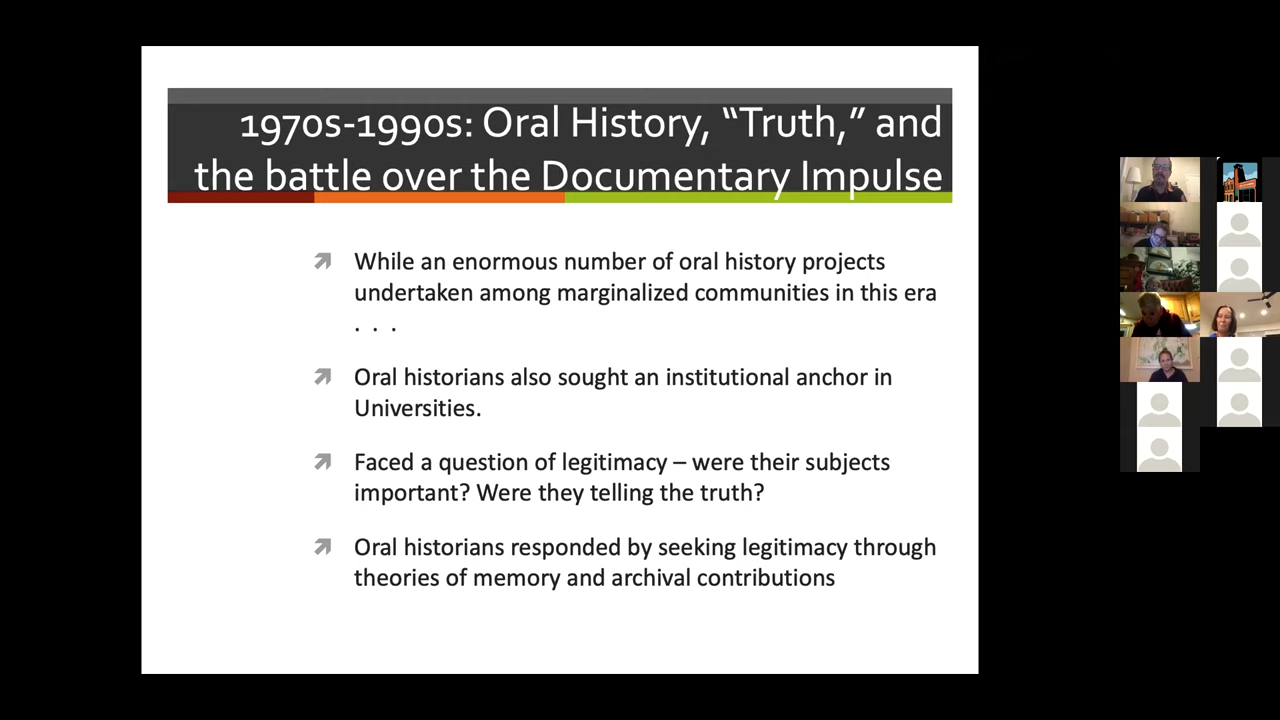 1970s-1990s: Oral History, “Truth,” and
the battle over the Documentary Impulse
While an enormous number of oral history projects
undertaken among marginalized communities in this era
. . .
Oral historians also sought an institutional anchor in
Universities.
Faced a question of legitimacy – were their subjects
important? Were they telling the truth?
Oral historians responded by seeking legitimacy through
theories of memory and archival contributions